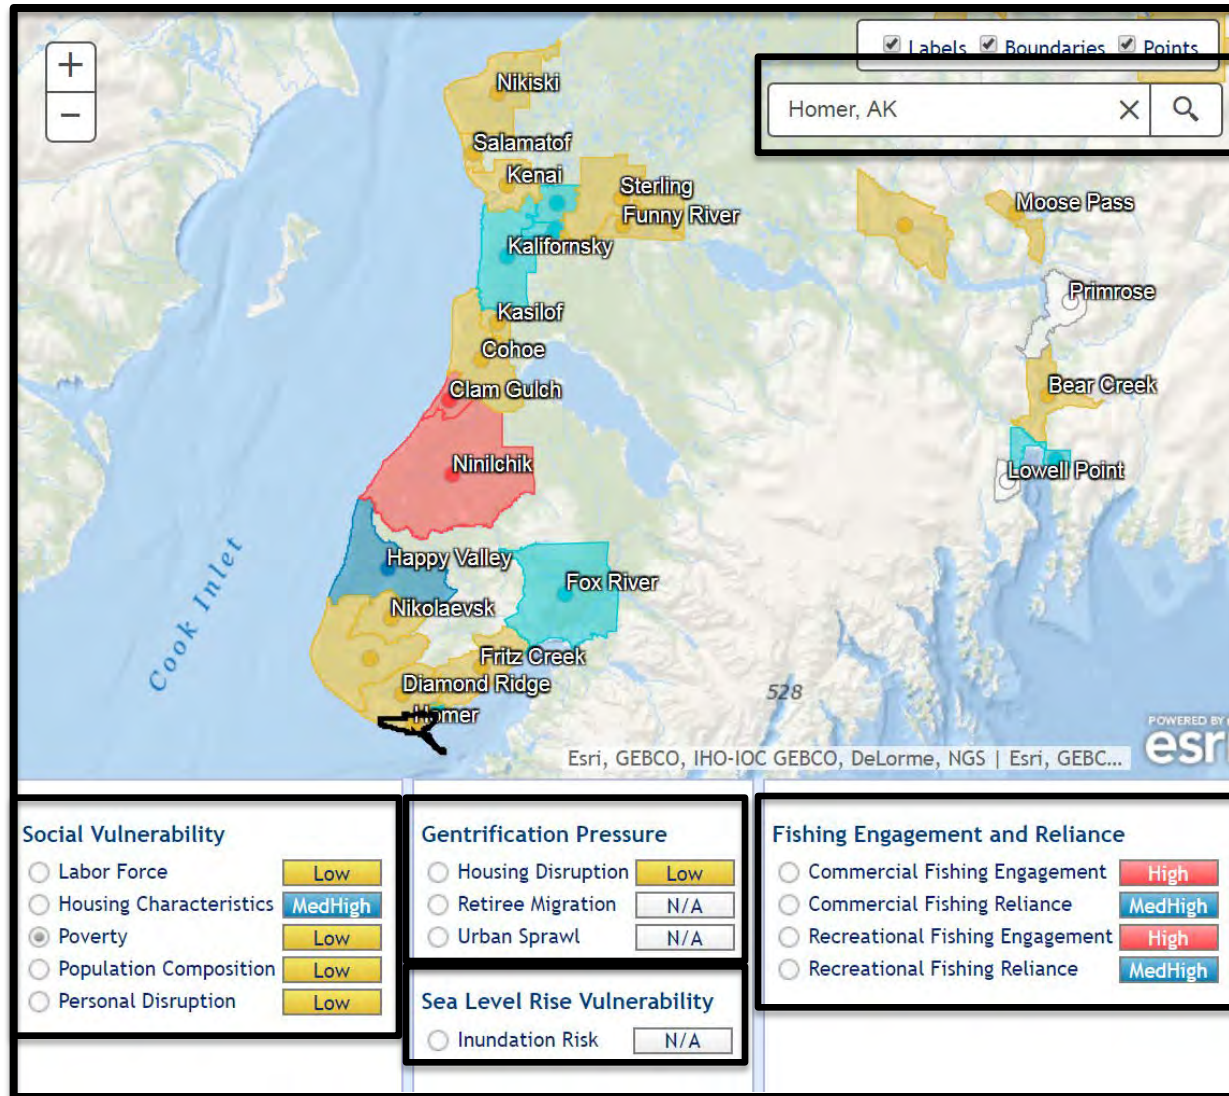 +
−
Labels Boundaries Points
Homer, AK
Nikiski
Salamatof
Kenai
Sterling
Funny River
Moose Pass
Kalifornsky
Primrose
Kasilof
Cohoe
Bear Creek
Clam Gulch
Ninilchik
Lowell Point
Happy Valley
Fox River
Nikolaevsk
Cook Inlet
Fritz Creek
Diamond Ridge
528
Homer
POWERED BY
esri
Esri, GEBCO, IHO-IOC GEBCO, DeLorme, NGS | Esri, GEBC...
Social Vulnerability
Labor Force Low
Housing Characteristics MedHigh
Poverty Low
Population Composition Low
Personal Disruption Low
Gentrification Pressure
Housing Disruption Low
Retiree Migration N/A
Urban Sprawl N/A
Sea Level Rise Vulnerability
Inundation Risk N/A
Fishing Engagement and Reliance
Commercial Fishing Engagement High
Commercial Fishing Reliance MedHigh
Recreational Fishing Engagement High
Recreational Fishing Reliance MedHigh